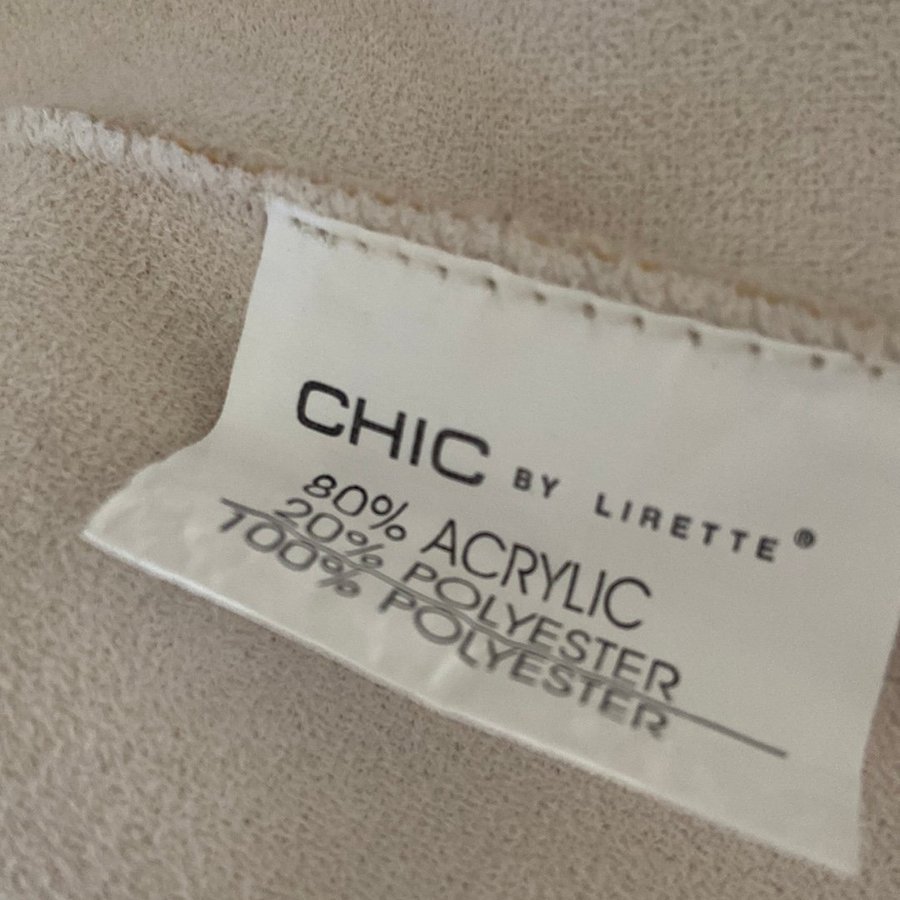 CHIC BY LIRETTE®
80% ACRYLIC
20% POLYESTER
100% POLYESTER